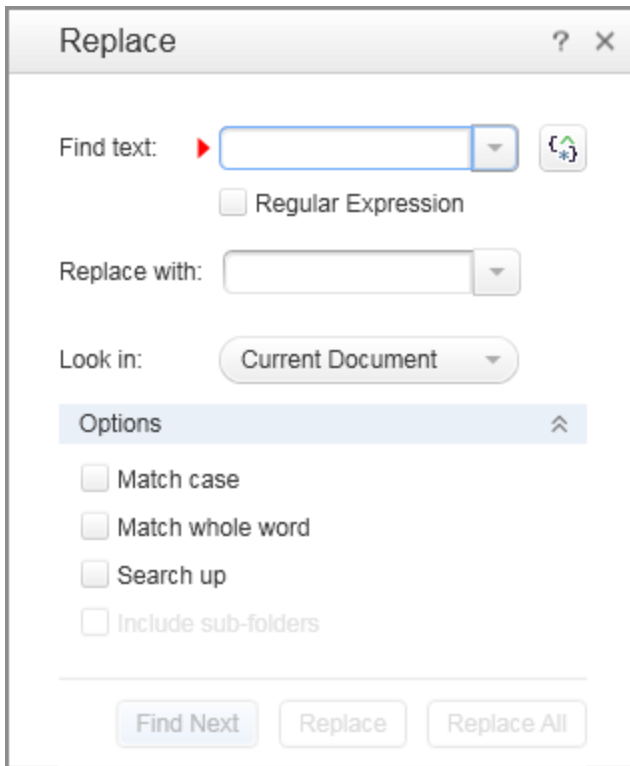 Replace ? ×
Find text:
Regular Expression
Replace with:
Look in: Current Document
Options
Match case
Match whole word
Search up
Include sub-folders
Find Next Replace Replace All